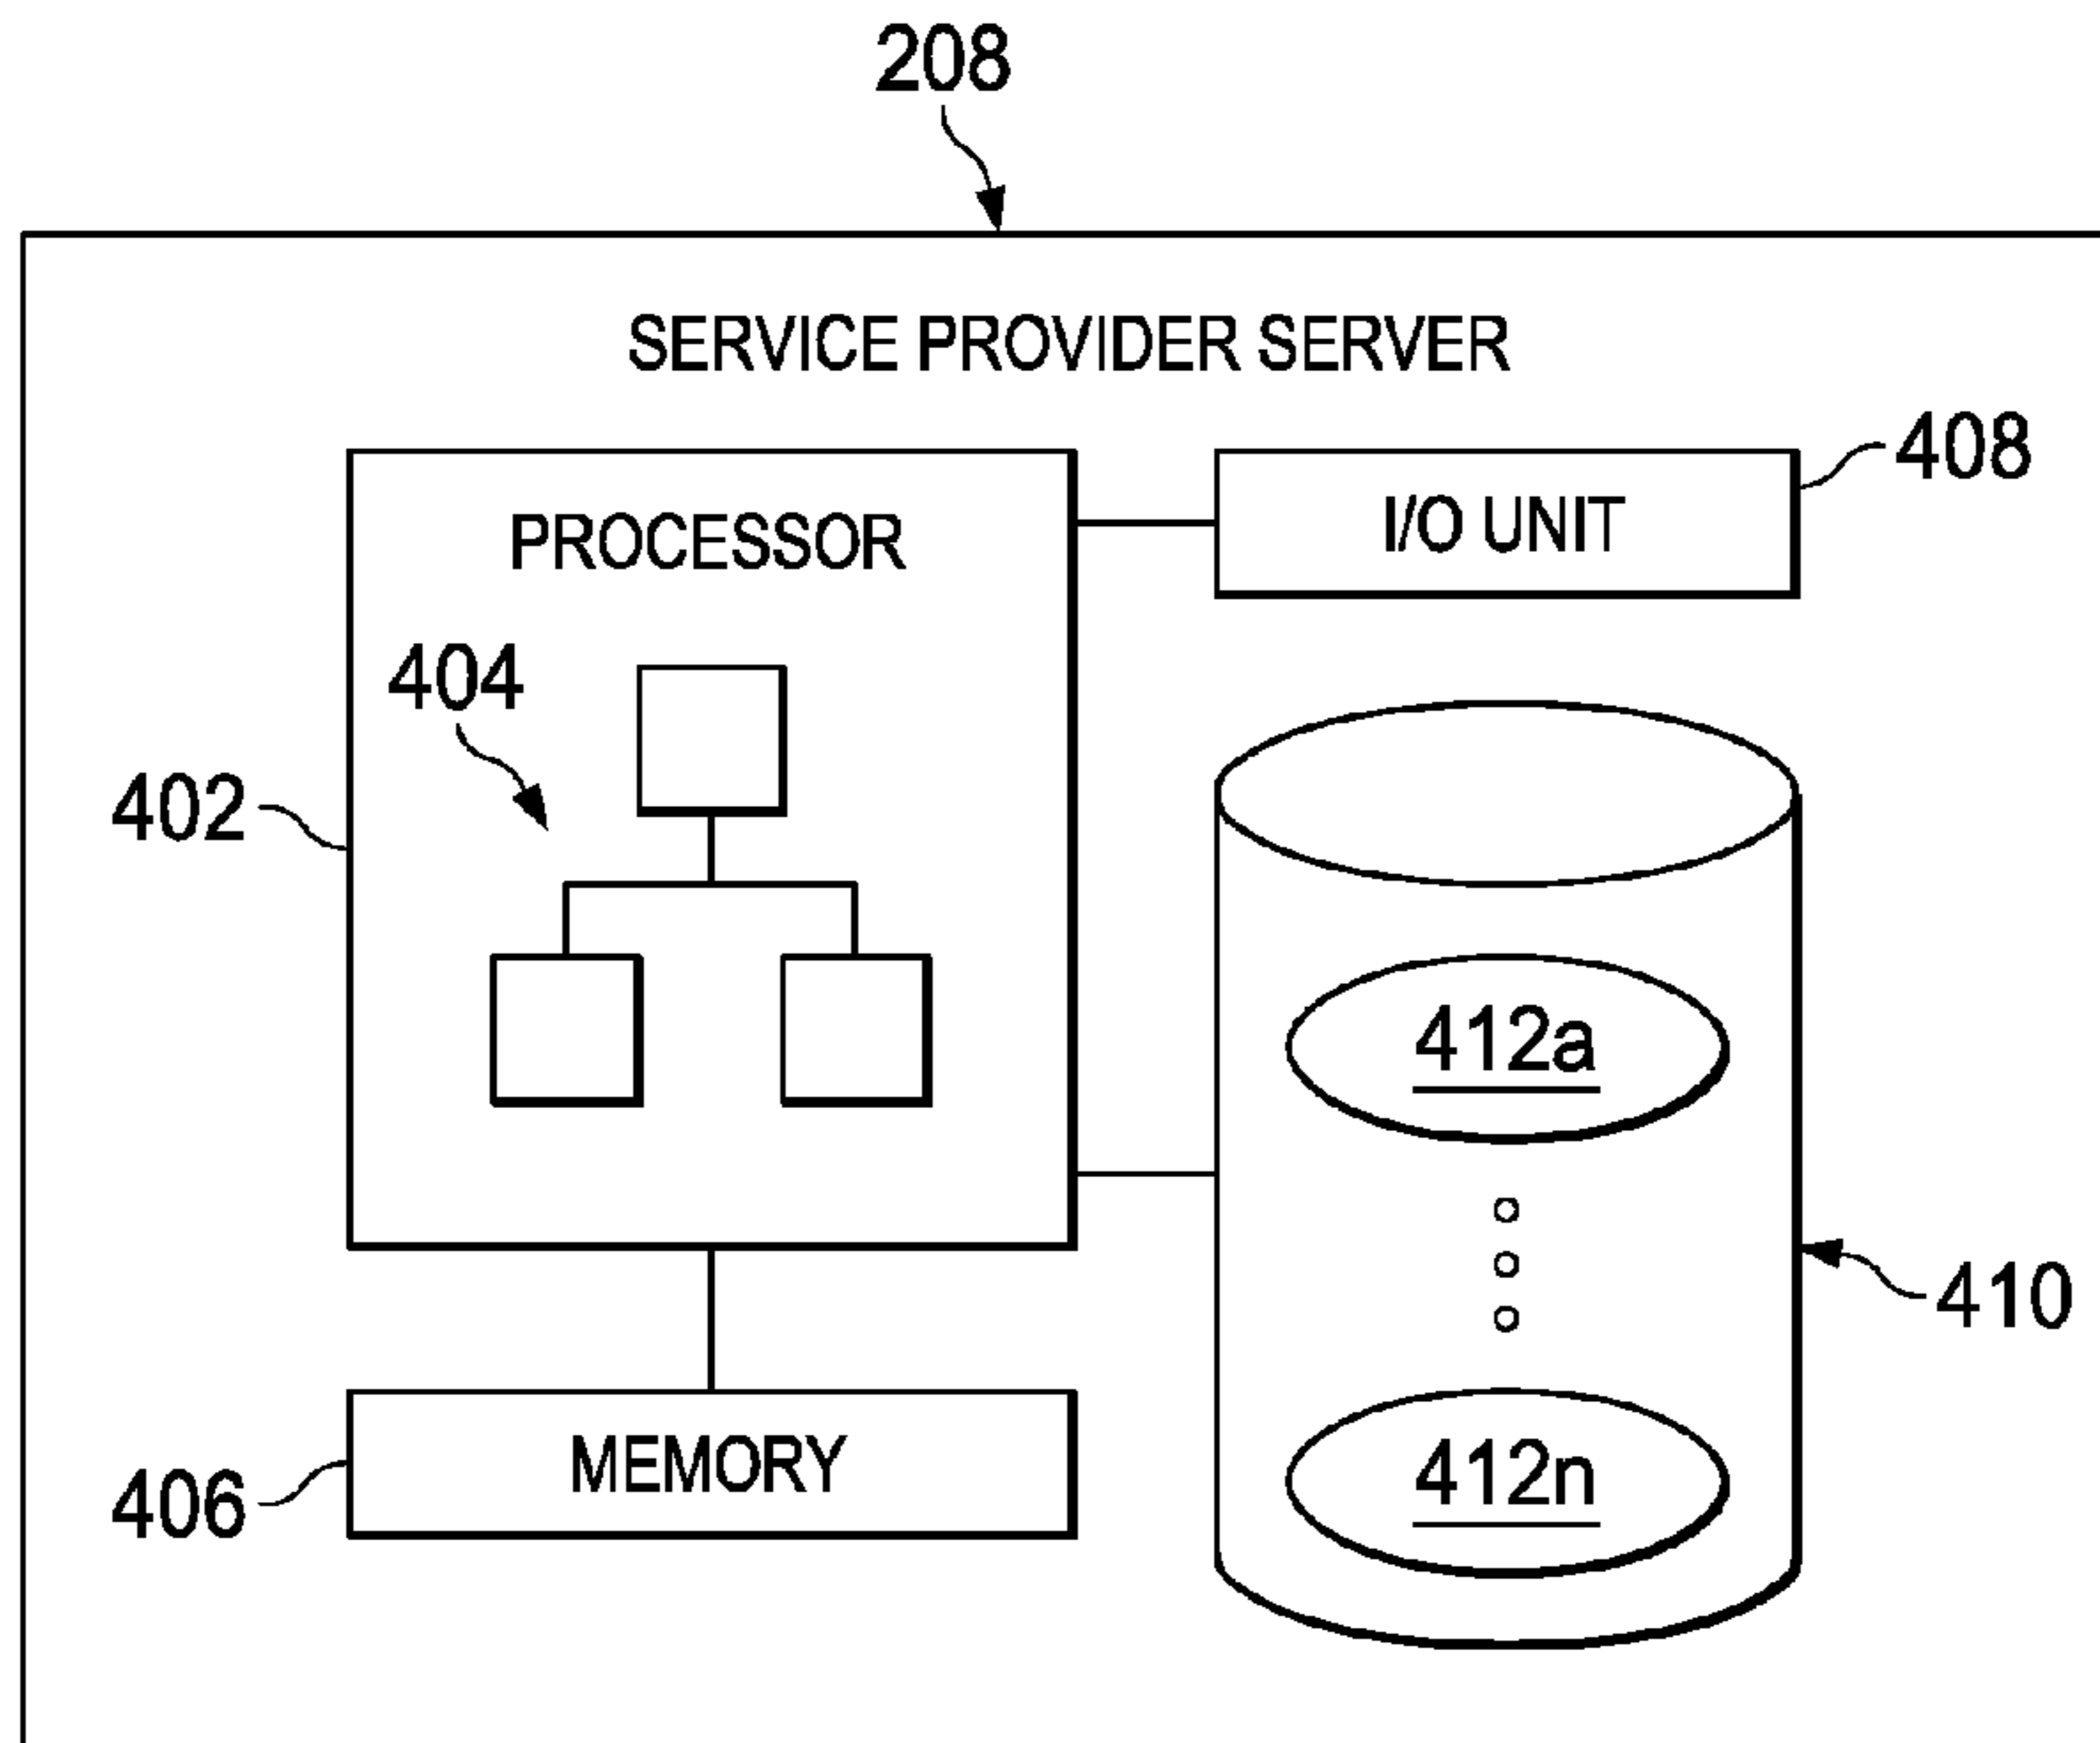 208
SERVICE PROVIDER SERVER
408
PROCESSOR
I/O UNIT
404
402
412a
410
MEMORY
412n
406